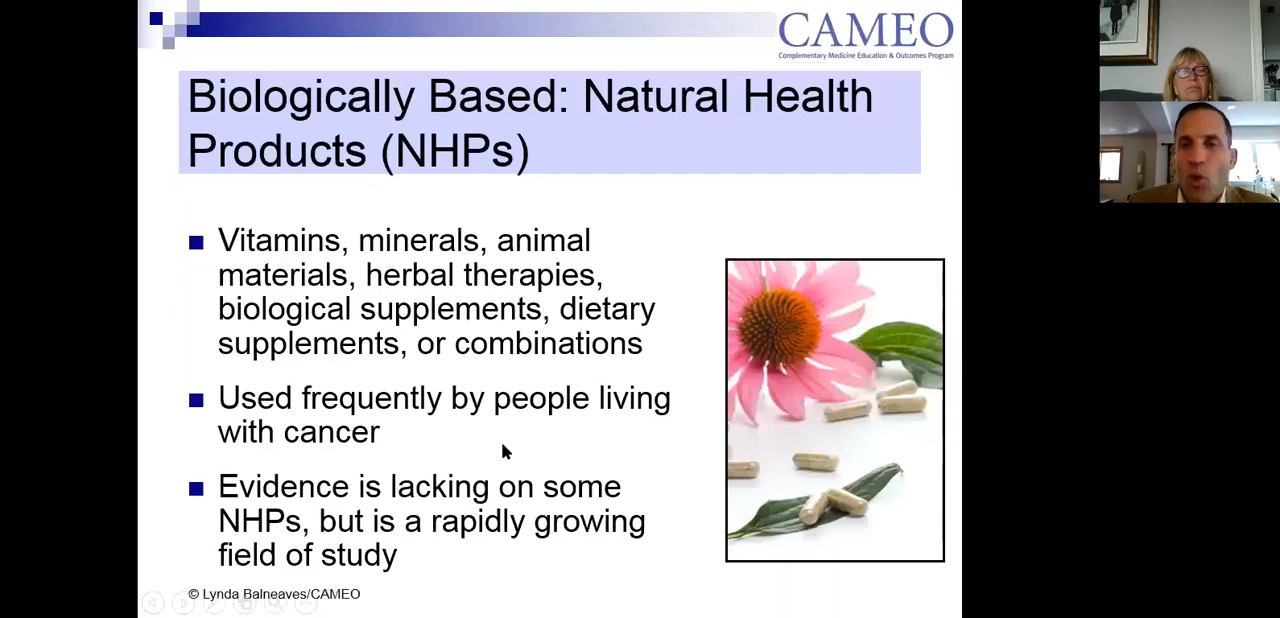 CAMEO
Complementary Medicine Education & Outcomes Program
Biologically Based: Natural Health
Products (NHPs)
Vitamins, minerals, animal
materials, herbal therapies,
biological supplements, dietary
supplements, or combinations
Used frequently by people living
with cancer
Evidence is lacking on some
NHPs, but is a rapidly growing
field of study
© Lynda Balneaves/CAMEO